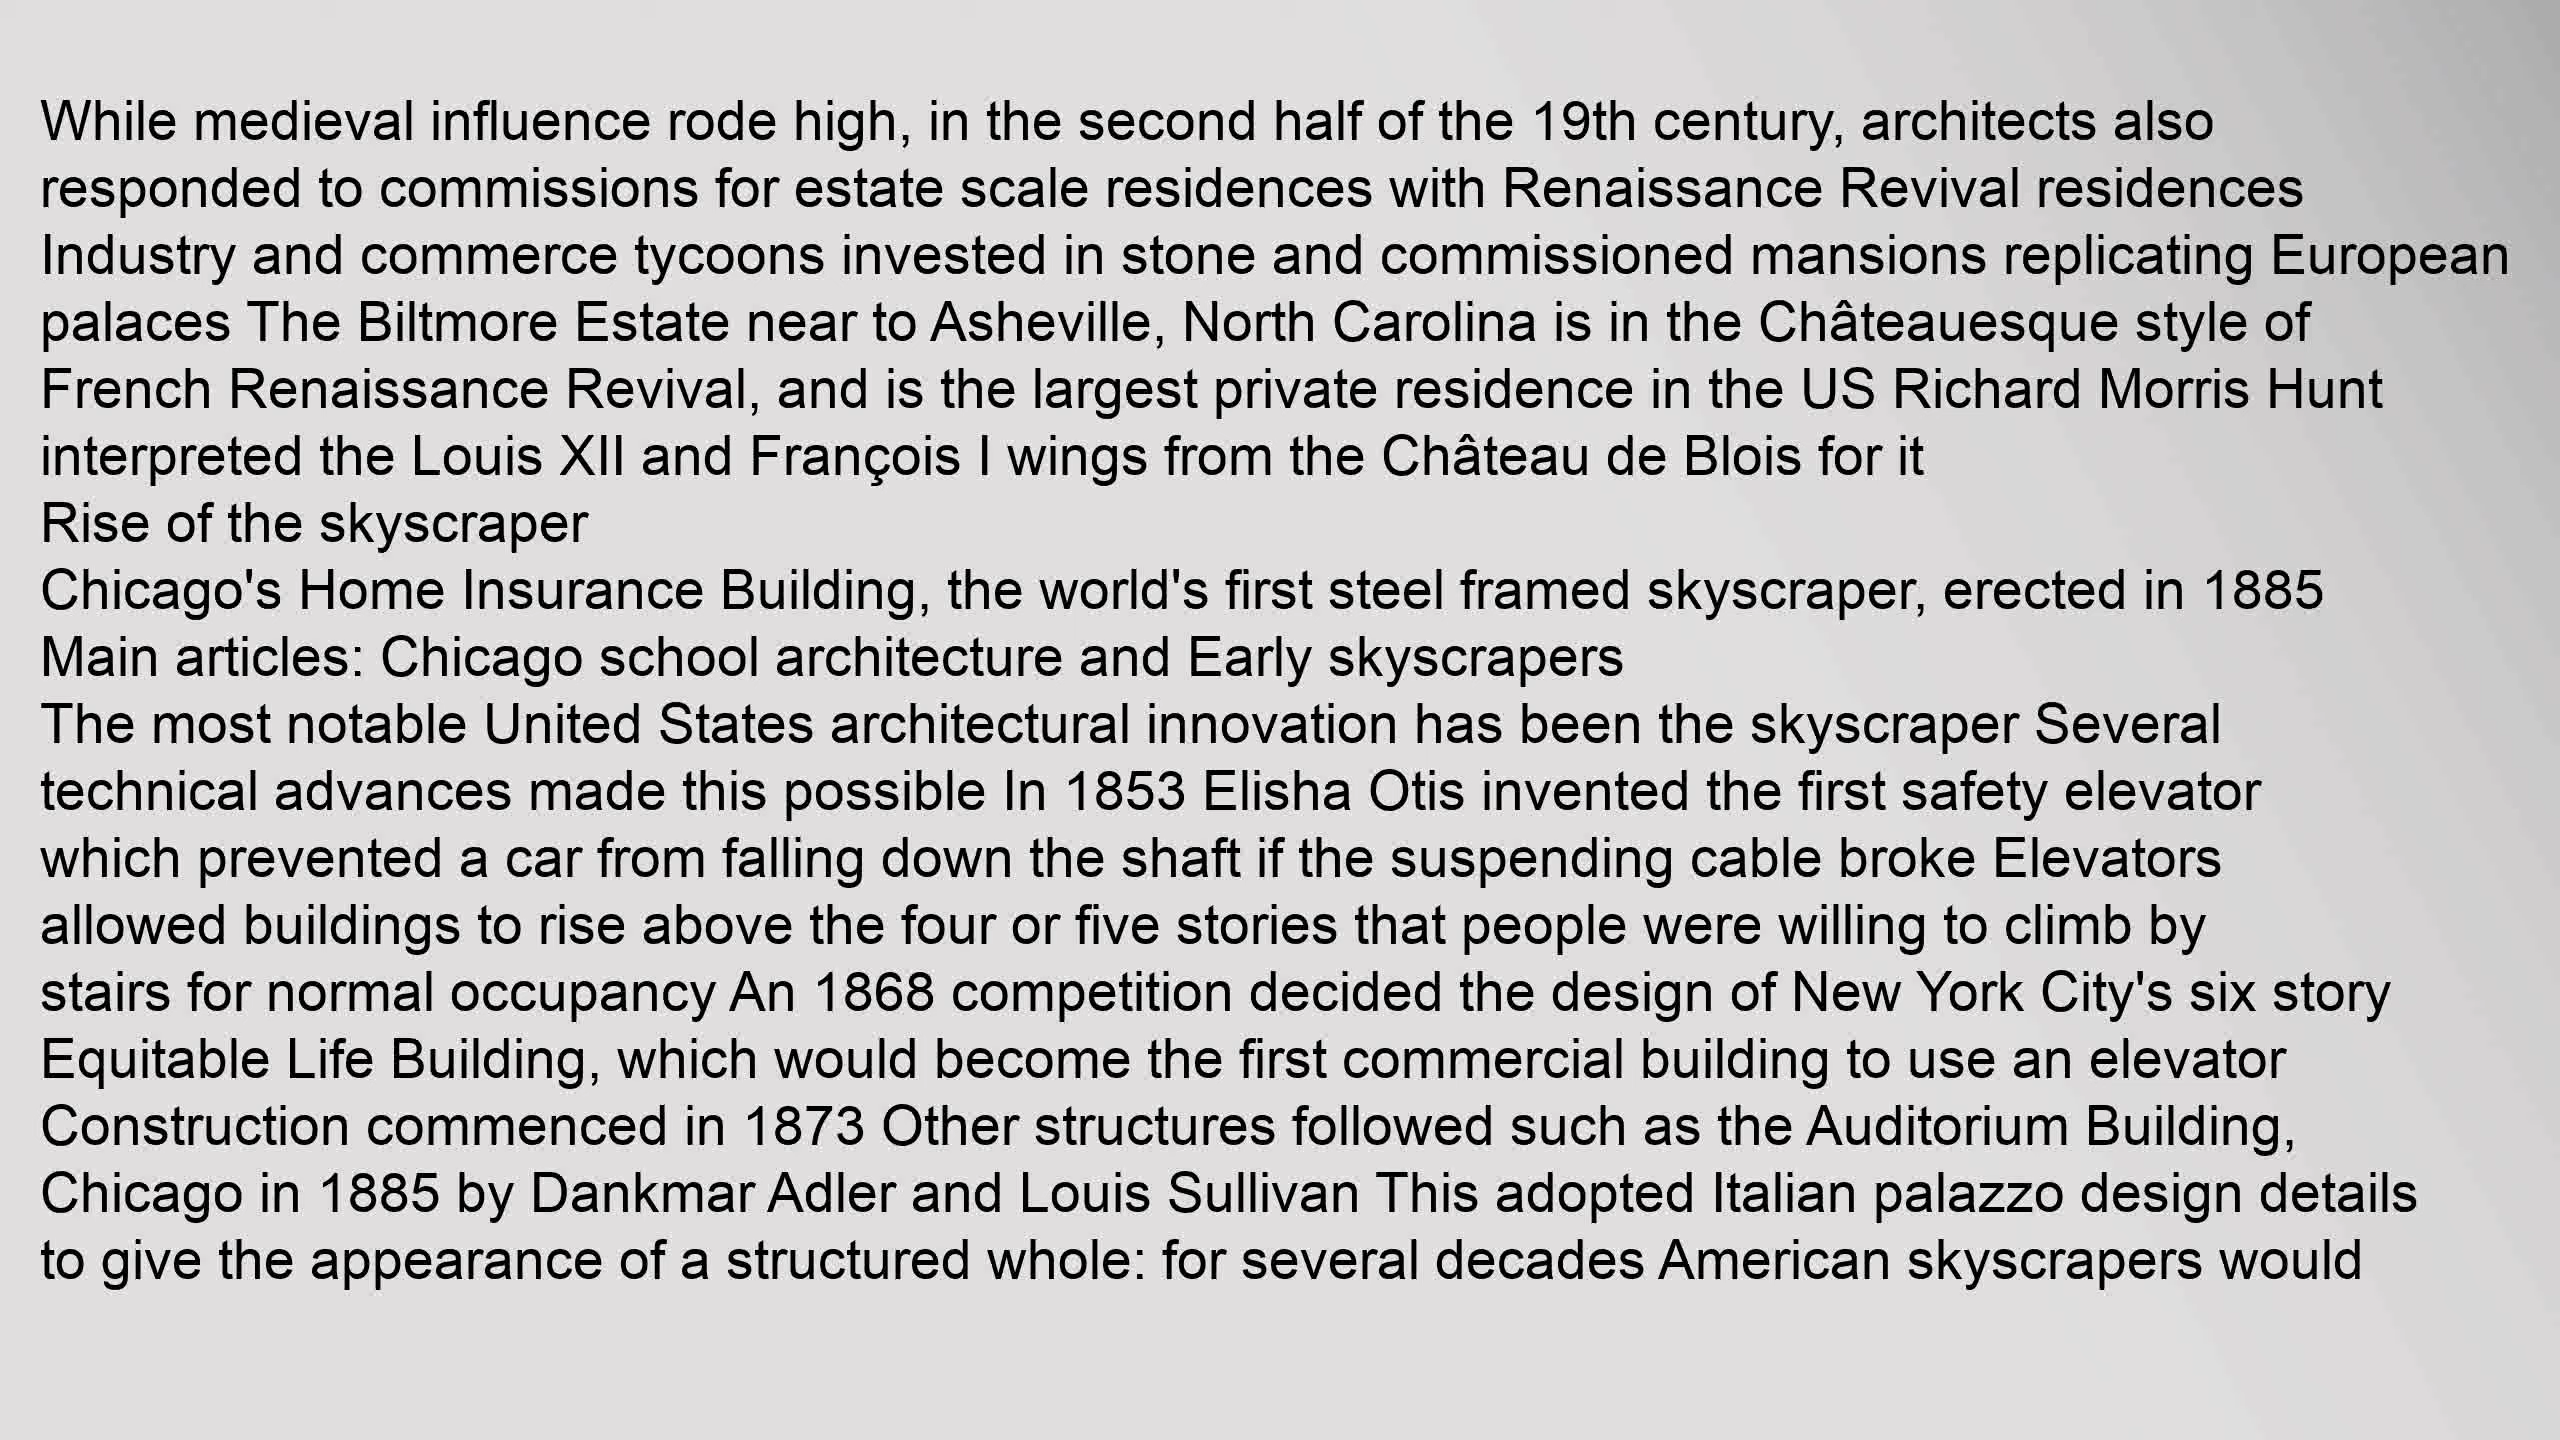 While medieval influence rode high, in the second half of the 19th century, architects also
responded to commissions for estate scale residences with Renaissance Revival residences
Industry and commerce tycoons invested in stone and commissioned mansions replicating European
palaces The Biltmore Estate near to Asheville, North Carolina is in the Châteauesque style of
French Renaissance Revival, and is the largest private residence in the US Richard Morris Hunt
interpreted the Louis XII and François I wings from the Château de Blois for it
Rise of the skyscraper
Chicago's Home Insurance Building, the world's first steel framed skyscraper, erected in 1885
Main articles: Chicago school architecture and Early skyscrapers
The most notable United States architectural innovation has been the skyscraper Several
technical advances made this possible In 1853 Elisha Otis invented the first safety elevator
which prevented a car from falling down the shaft if the suspending cable broke Elevators
allowed buildings to rise above the four or five stories that people were willing to climb by
stairs for normal occupancy An 1868 competition decided the design of New York City's six story
Equitable Life Building, which would become the first commercial building to use an elevator
Construction commenced in 1873 Other structures followed such as the Auditorium Building,
Chicago in 1885 by Dankmar Adler and Louis Sullivan This adopted Italian palazzo design details
to give the appearance of a structured whole: for several decades American skyscrapers would